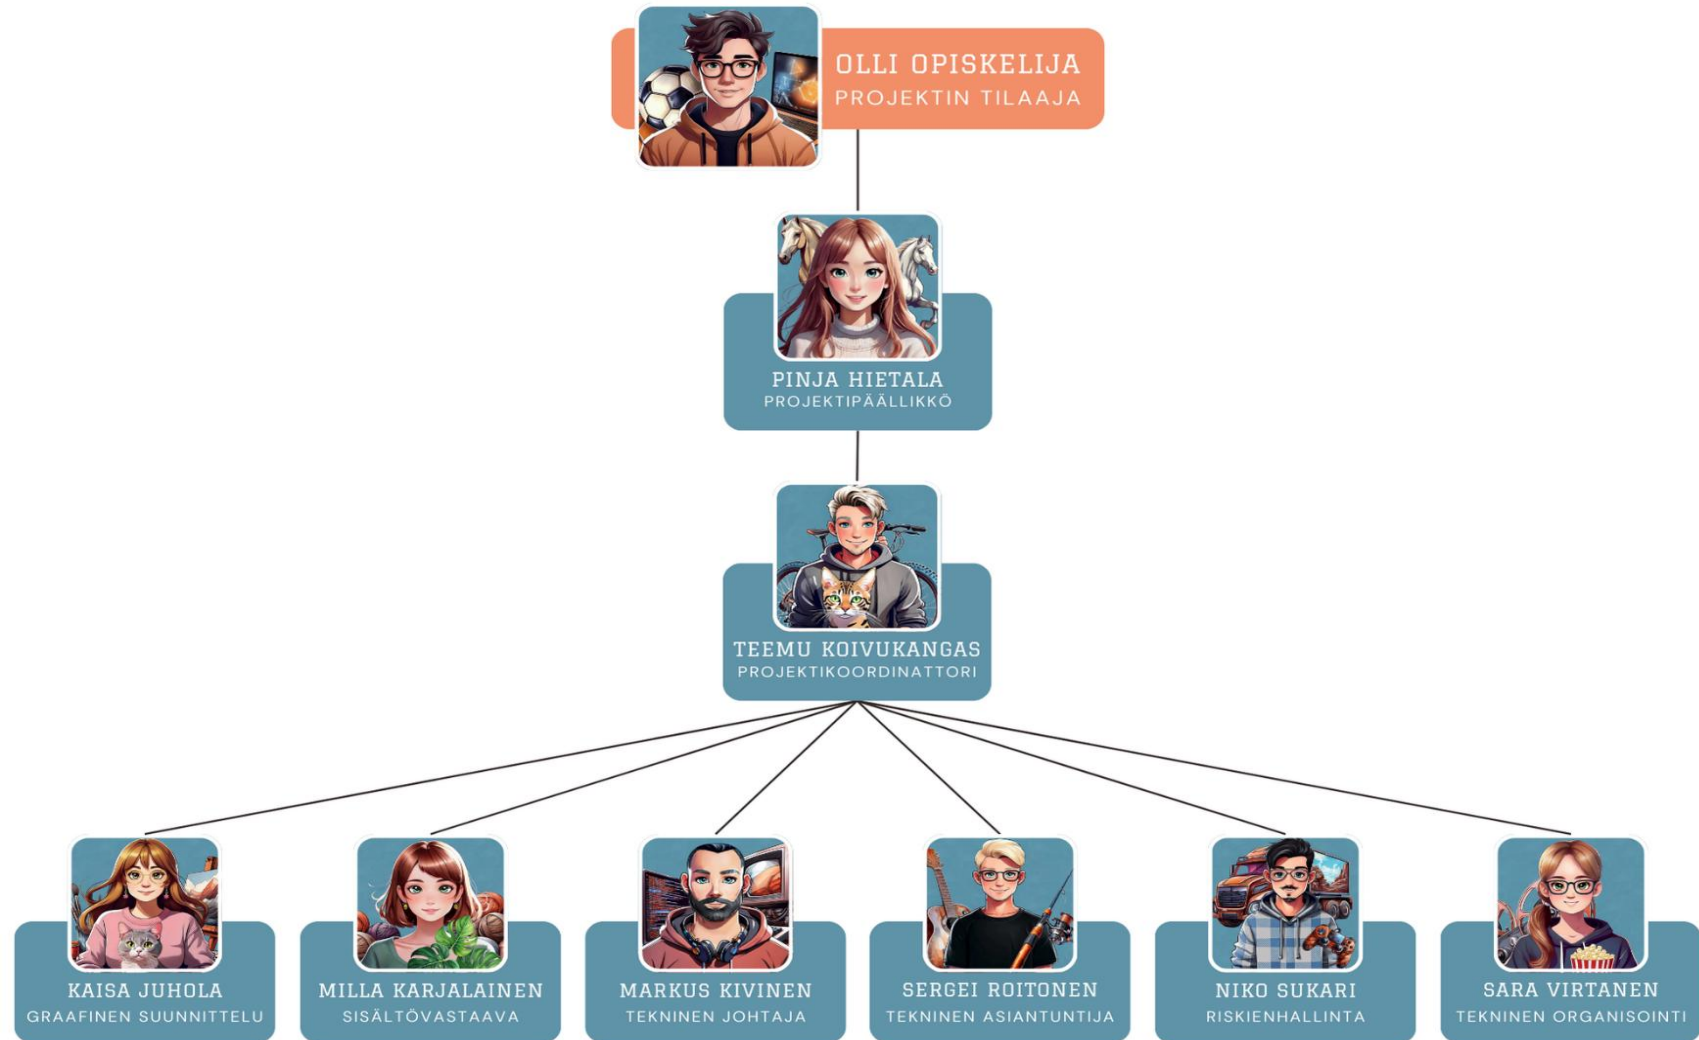 OLLI OPISKELIJA
PROJEKTIN TILAAJA
PINJA HIETALA
PROJEKTIPÄÄLLIKKÖ
TEEMU KOIVUKANGAS
PROJEKTIKOORDINATTORI
KAISA JUHOLA
GRAAFINEN SUUNNITTELU
MILLA KARJALAINEN
SISÄLTÖVASTAAVA
MARKUS KIVINEN
TEKNINEN JOHTAJA
SERGEI ROITONEN
TEKNINEN ASIANTUNTIJA
NIKO SUKARI
RISKIENHALLINTA
SARA VIRTANEN
TEKNINEN ORGANISOINTI